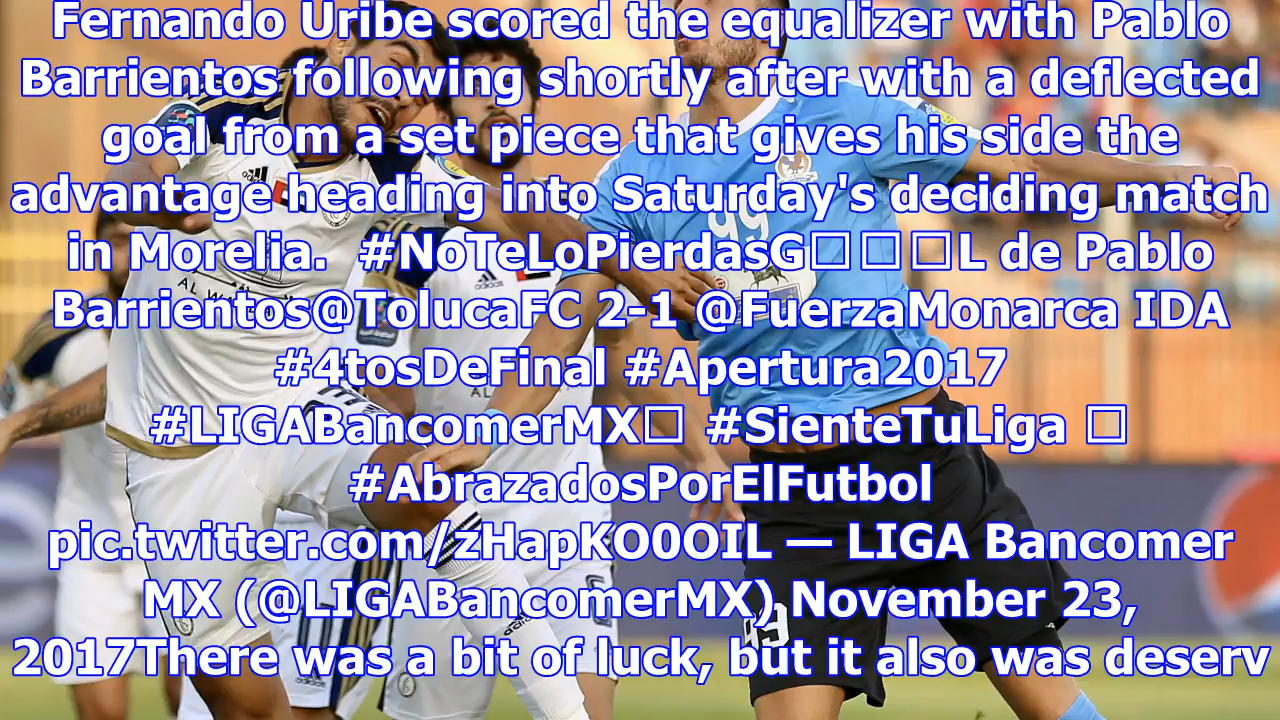 Fernando Uribe scored the equalizer with Pablo
Barrientos following shortly after with a deflected
goal from a set piece that gives his side the
advantage heading into Saturday's deciding match
in Morelia.  #NoTeLoPierdasG□□□L de Pablo
Barrientos@TolucaFC 2-1 @FuerzaMonarca IDA
#4tosDeFinal #Apertura2017
#LIGABancomerMX□ #SienteTuLiga □
#AbrazadosPorElFutbol
pic.twitter.com/zHapKO0OIL — LIGA Bancomer
MX (@LIGABancomerMX) November 23,
2017There was a bit of luck, but it also was deserv
99
99